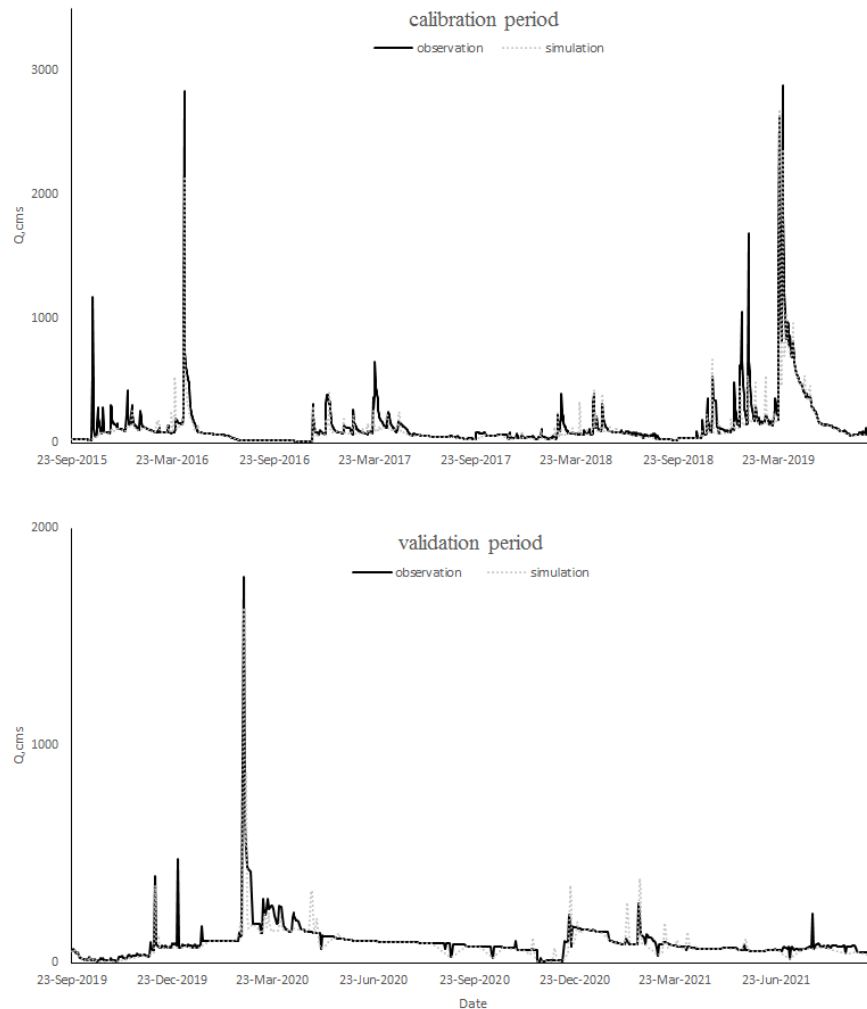 calibration period
observation simulation
3000
2000
Q,cms
1000
0
23-Sep-2015 23-Mar-2016 23-Sep-2016 23-Mar-2017 23-Sep-2017 23-Mar-2018 23-Sep-2018 23-Mar-2019
2000
validation period
observation simulation
1000
Q,cms
0
23-Sep-2019 23-Dec-2019 23-Mar-2020 23-Jun-2020 23-Sep-2020 23-Dec-2020 23-Mar-2021 23-Jun-2021
Date